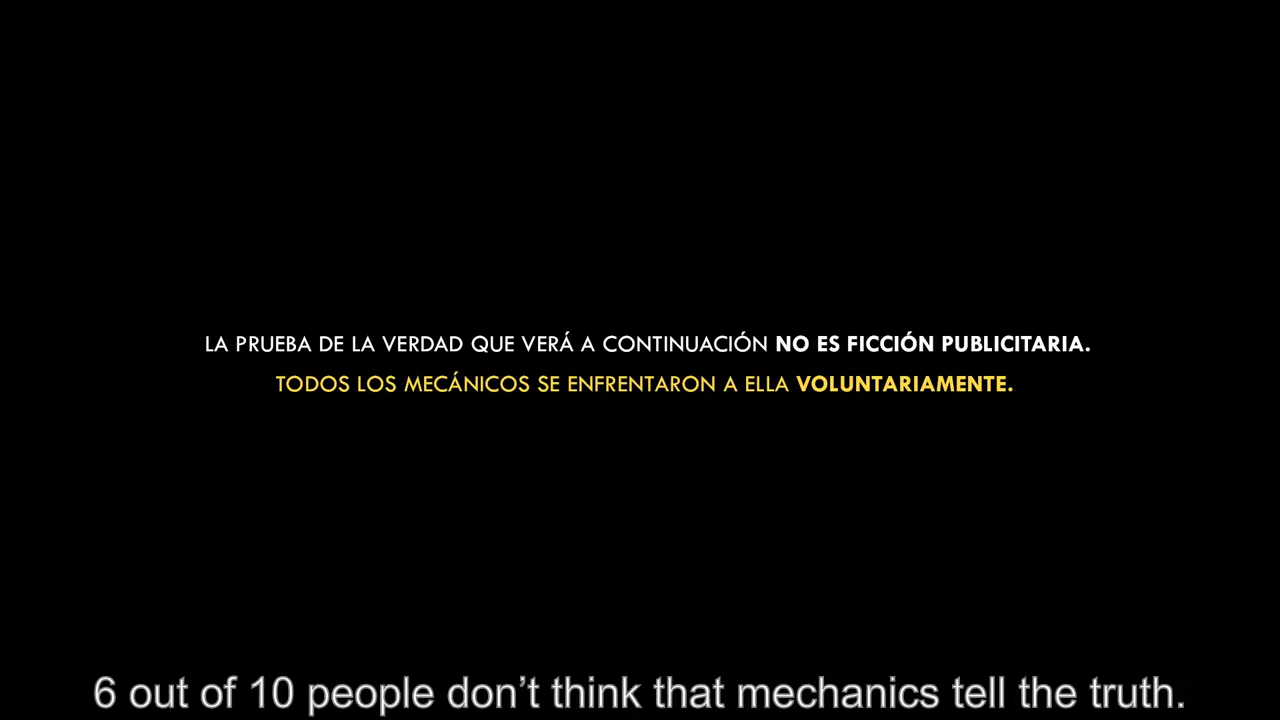 LA PRUEBA DE LA VERDAD QUE VERÁ A CONTINUACIÓN NO ES FICCIÓN PUBLICITARIA.
TODOS LOS MECÁNICOS SE ENFRENTARON A ELLA VOLUNTARIAMENTE.
6 out of 10 people don’t think that mechanics tell the truth.